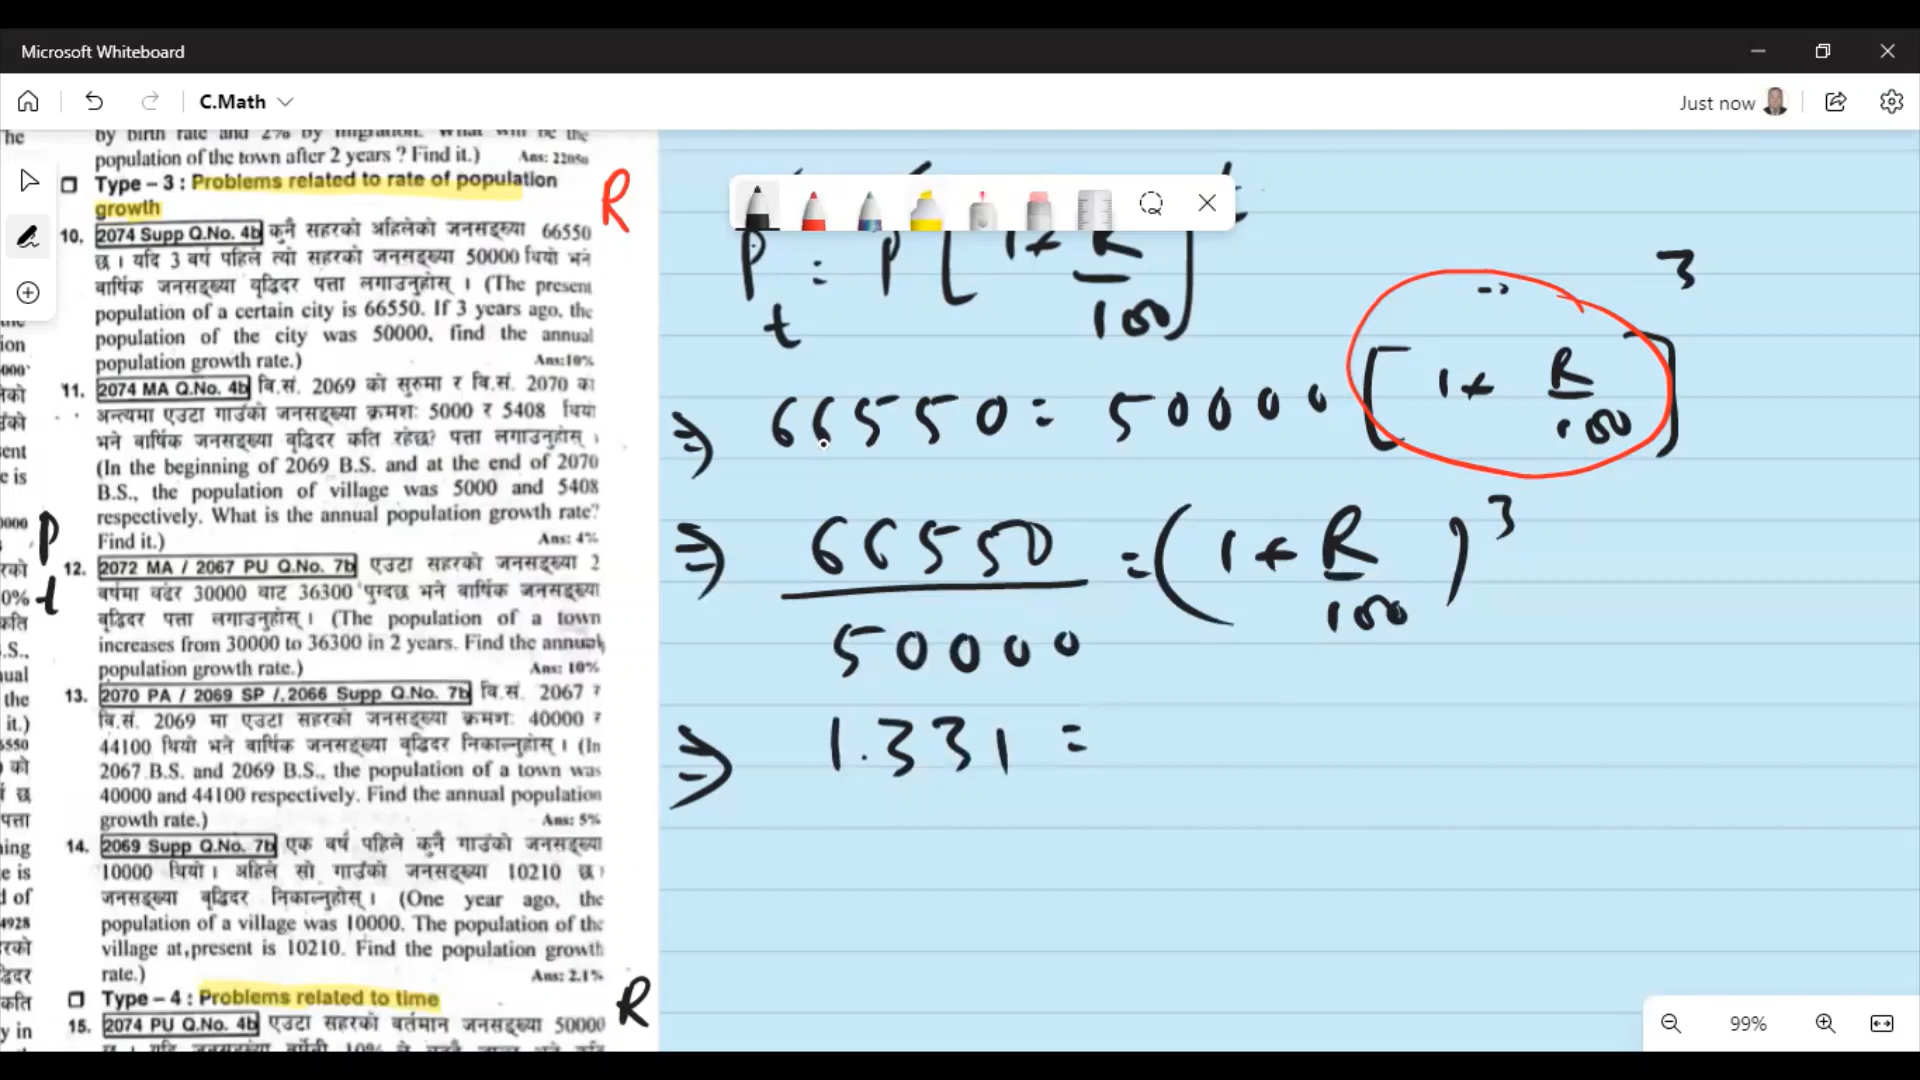 Microsoft Whiteboard
C.Math
Just now
he
by birth rate and 2% by migration. What will be the
population of the town after 2 years ? Find it.) Ans: 22050
Type – 3 : Problems related to rate of population
growth
R
10. 2074 Supp Q.No. 4b कुनै सहरको अहिलेको जनसङ्ख्या 66550
छ । यदि 3 वर्ष पहिले त्यो सहरको जनसङ्ख्या 50000 थियो भने
वार्षिक जनसङ्ख्या वृद्धिदर पत्ता लगाउनुहोस् । (The present
population of a certain city is 66550. If 3 years ago, the
population of the city was 50000, find the annual
population growth rate.) Ans:10%
11. 2074 MA Q.No. 4b वि.सं. 2069 को सुरुमा र वि.सं. 2070 को
अन्त्यमा एउटा गाउँको जनसङ्ख्या क्रमशः 5000 र 5408 थियो
भने वार्षिक जनसङ्ख्या वृद्धिदर कति रहेछ? पत्ता लगाउनुहोस् ।
(In the beginning of 2069 B.S. and at the end of 2070
B.S., the population of village was 5000 and 5408
respectively. What is the annual population growth rate?
Find it.) Ans: 4%
P
t
12. 2072 MA / 2067 PU Q.No. 7b एउटा सहरको जनसङ्ख्या 2
वर्षमा बढेर 30000 बाट 36300 पुग्दछ भने वार्षिक जनसङ्ख्या
वृद्धिदर पत्ता लगाउनुहोस् । (The population of a town
increases from 30000 to 36300 in 2 years. Find the annual
population growth rate.) Ans: 10%
13. 2070 PA / 2069 SP /.2066 Supp Q.No. 7b वि.सं. 2067 र
वि.सं. 2069 मा एउटा सहरको जनसङ्ख्या क्रमशः 40000 र
44100 थियो भने वार्षिक जनसङ्ख्या वृद्धिदर निकाल्नुहोस् । (In
2067 B.S. and 2069 B.S., the population of a town was
40000 and 44100 respectively. Find the annual population
growth rate.) Ans: 5%
14. 2069 Supp Q.No. 7b एक वर्ष पहिले कुनै गाउँको जनसङ्ख्या
10000 थियो । अहिले सो गाउँको जनसङ्ख्या 10210 छ ।
जनसङ्ख्या वृद्धिदर निकाल्नुहोस् । (One year ago, the
population of a village was 10000. The population of the
village at present is 10210. Find the population growth
rate.) Ans: 2.1%
Type – 4 : Problems related to time
R
15. 2074 PU Q.No. 4b एउटा सहरको वर्तमान जनसङ्ख्या 50000
Pt = P [1+ R/100]
⇒ 66550 = 50000 [1+ R/100]3
⇒ 66550/50000 = (1+ R/100)3
⇒ 1.331 =
99%